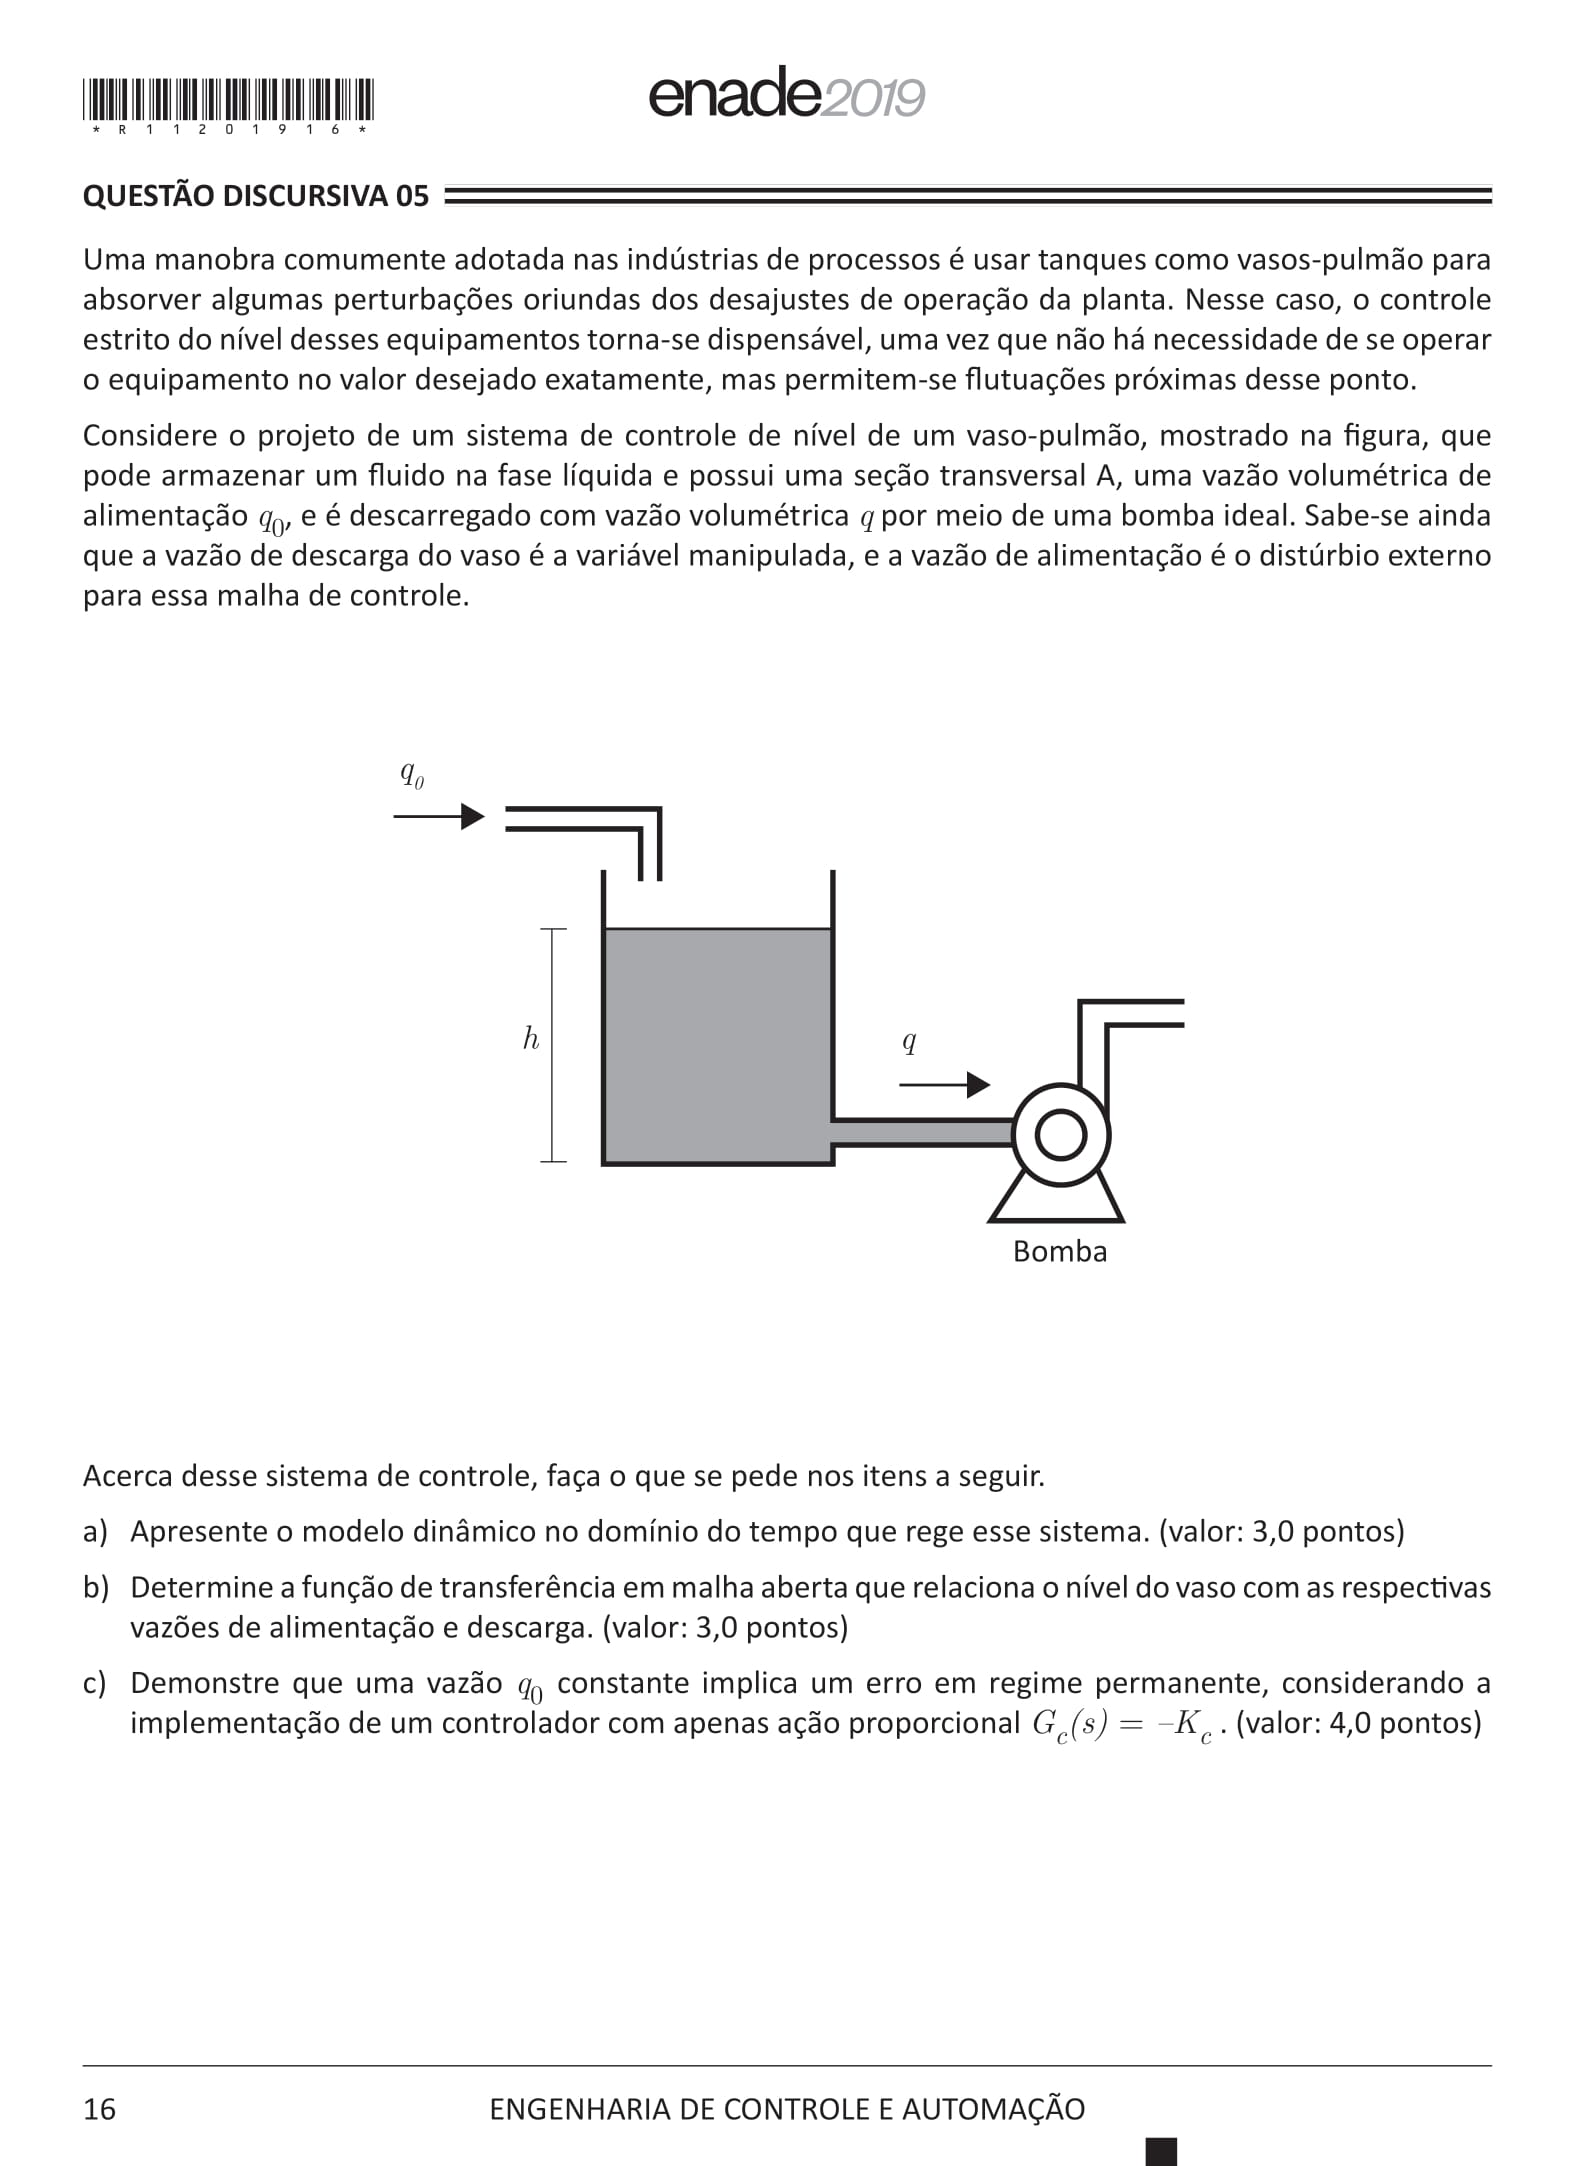 *R11201916*
enade2019
QUESTÃO DISCURSIVA 05
Uma manobra comumente adotada nas indústrias de processos é usar tanques como vasos-pulmão para
absorver algumas perturbações oriundas dos desajustes de operação da planta. Nesse caso, o controle
estrito do nível desses equipamentos torna-se dispensável, uma vez que não há necessidade de se operar
o equipamento no valor desejado exatamente, mas permitem-se flutuações próximas desse ponto.
Considere o projeto de um sistema de controle de nível de um vaso-pulmão, mostrado na figura, que
pode armazenar um fluido na fase líquida e possui uma seção transversal A, uma vazão volumétrica de
alimentação q₀, e é descarregado com vazão volumétrica q por meio de uma bomba ideal. Sabe-se ainda
que a vazão de descarga do vaso é a variável manipulada, e a vazão de alimentação é o distúrbio externo
para essa malha de controle.
q₀
h
q
Bomba
Acerca desse sistema de controle, faça o que se pede nos itens a seguir.
a) Apresente o modelo dinâmico no domínio do tempo que rege esse sistema. (valor: 3,0 pontos)
b) Determine a função de transferência em malha aberta que relaciona o nível do vaso com as respectivas
vazões de alimentação e descarga. (valor: 3,0 pontos)
c) Demonstre que uma vazão q₀ constante implica um erro em regime permanente, considerando a
implementação de um controlador com apenas ação proporcional G_c(s) = –K_c . (valor: 4,0 pontos)
16
ENGENHARIA DE CONTROLE E AUTOMAÇÃO